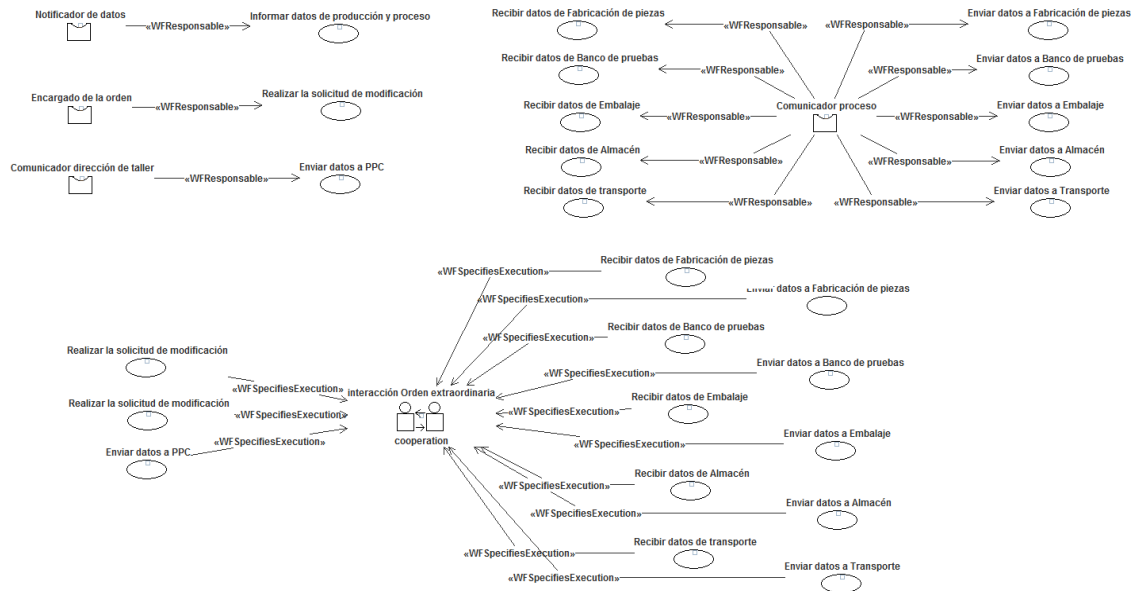 Notificador de datos
«WFResponsable»
Informar datos de producción y proceso
Encargado de la orden
«WFResponsable»
Realizar la solicitud de modificación
Comunicador dirección de taller
«WFResponsable»
Enviar datos a PPC
Recibir datos de Fabricación de piezas
«WFResponsable»
«WFResponsable»
Enviar a Fabricación de piezas
Recibir datos de Banco de pruebas
«WFResponsable»
«WFResponsable»
Enviar a Banco de pruebas
Comunicador proceso
Recibir datos de Embalaje
«WFResponsable»
«WFResponsable»
Enviar a Embalaje
Recibir datos de Almacén
«WFResponsable»
«WFResponsable»
Enviar a Almacén
Recibir datos de transporte
«WFResponsable»
«WFResponsable»
Enviar a Transporte
«WFSpecifiesExecution»
Recibir datos de Fabricación de piezas
«WFSpecifiesExecution»
Enviar datos a Fabricación de piezas
«WFSpecifiesExecution»
Recibir datos de Banco de pruebas
Realizar la solicitud de modificación
«WFSpecifiesExecution»
«WFSpecifiesExecution»
Enviar datos a Banco de pruebas
interacción Orden extraordinaria
Realizar la solicitud de modificación
«WFSpecifiesExecution»
«WFSpecifiesExecution»
Recibir datos de Embalaje
cooperation
Enviar datos a PPC
«WFSpecifiesExecution»
«WFSpecifiesExecution»
Enviar datos a Embalaje
«WFSpecifiesExecution»
Recibir datos de Almacén
«WFSpecifiesExecution»
Enviar datos a Almacén
«WFSpecifiesExecution»
Recibir datos de transporte
«WFSpecifiesExecution»
Enviar datos a Transporte